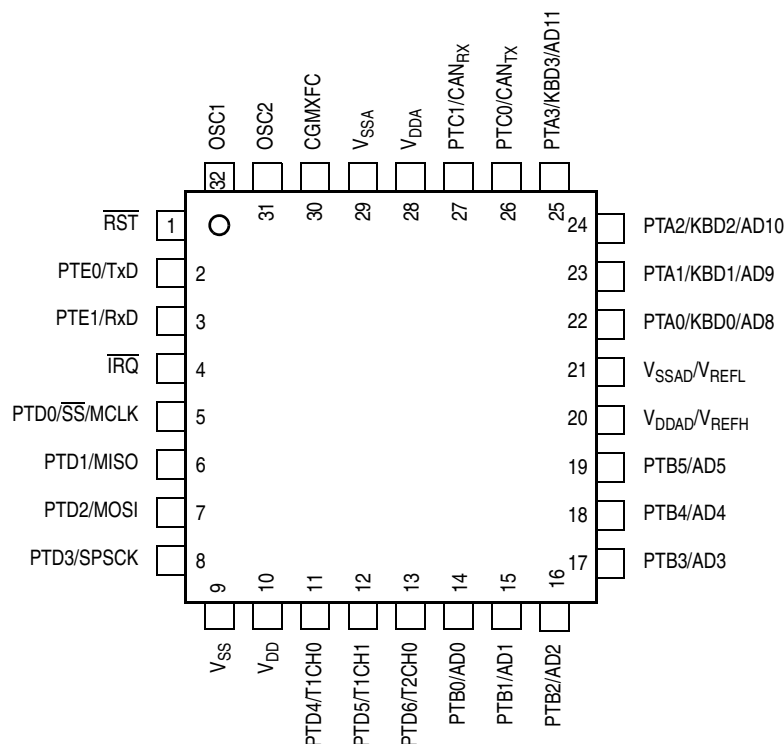 OSC1
OSC2
CGMXFC
VSSA
VDDA
PTC1/CANRX
PTC0/CANTX
PTA3/KBD3/AD11
32
31
30
29
28
27
26
25
RST
1
24
PTA2/KBD2/AD10
PTE0/TxD
2
23
PTA1/KBD1/AD9
PTE1/RxD
3
22
PTA0/KBD0/AD8
IRQ
4
21
VSSAD/VREFL
PTD0/SS/MCLK
5
20
VDDAD/VREFH
PTD1/MISO
6
19
PTB5/AD5
PTD2/MOSI
7
18
PTB4/AD4
PTD3/SPSCK
8
17
PTB3/AD3
9
10
11
12
13
14
15
16
VSS
VDD
PTD4/T1CH0
PTD5/T1CH1
PTD6/T2CH0
PTB0/AD0
PTB1/AD1
PTB2/AD2